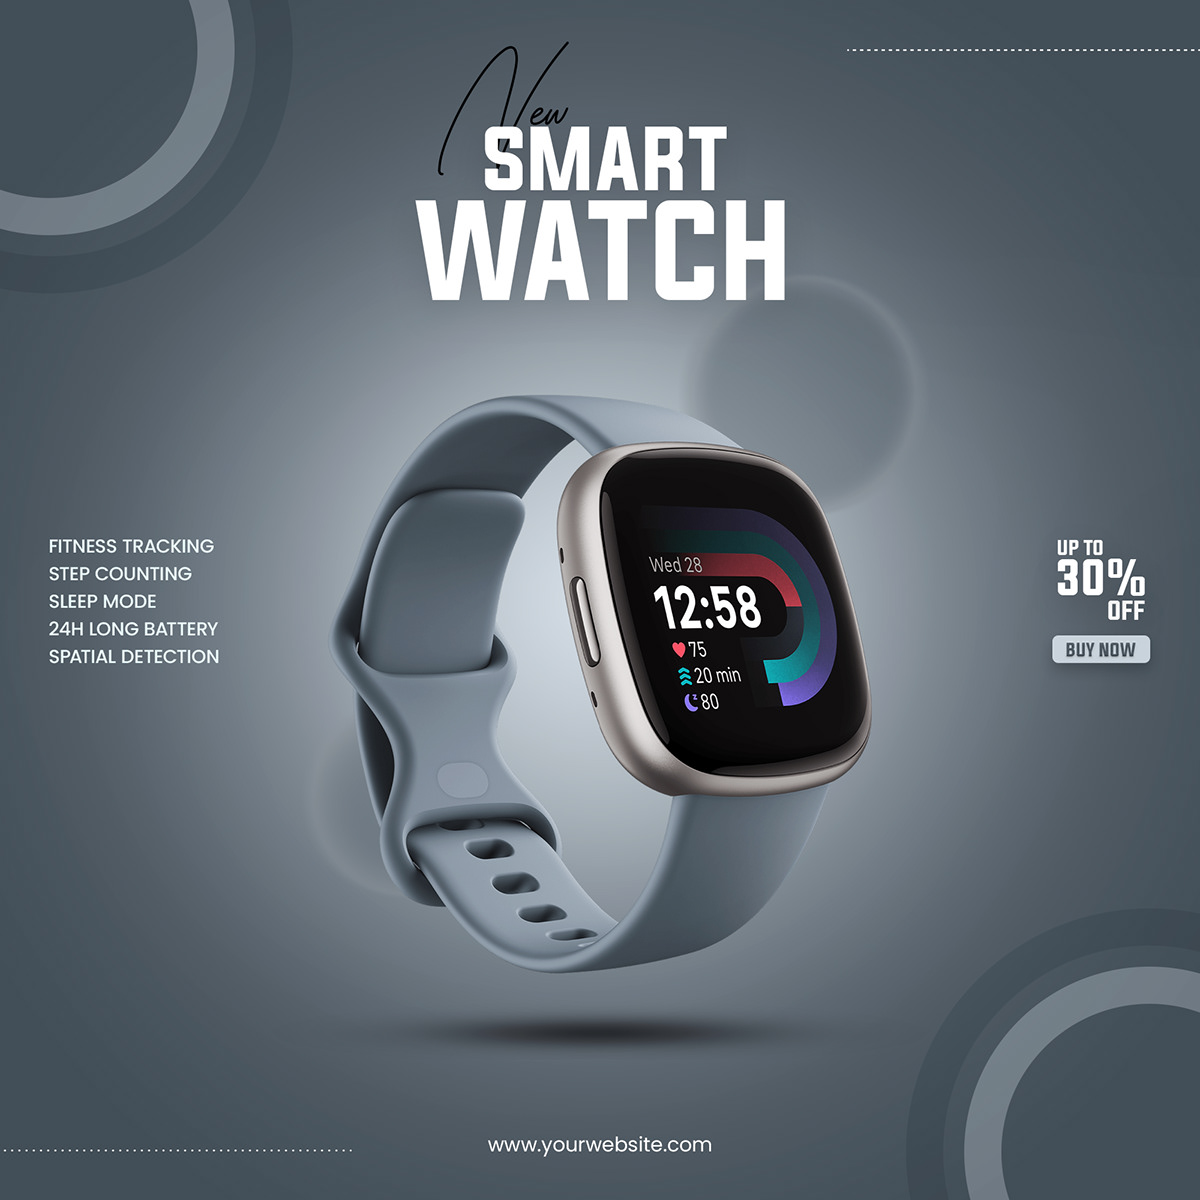 New
SMART
WATCH
FITNESS TRACKING
STEP COUNTING
SLEEP MODE
24H LONG BATTERY
SPATIAL DETECTION
Wed 28
12:58
75
20 min
80
UP TO
30%
OFF
BUY NOW
www.yourwebsite.com